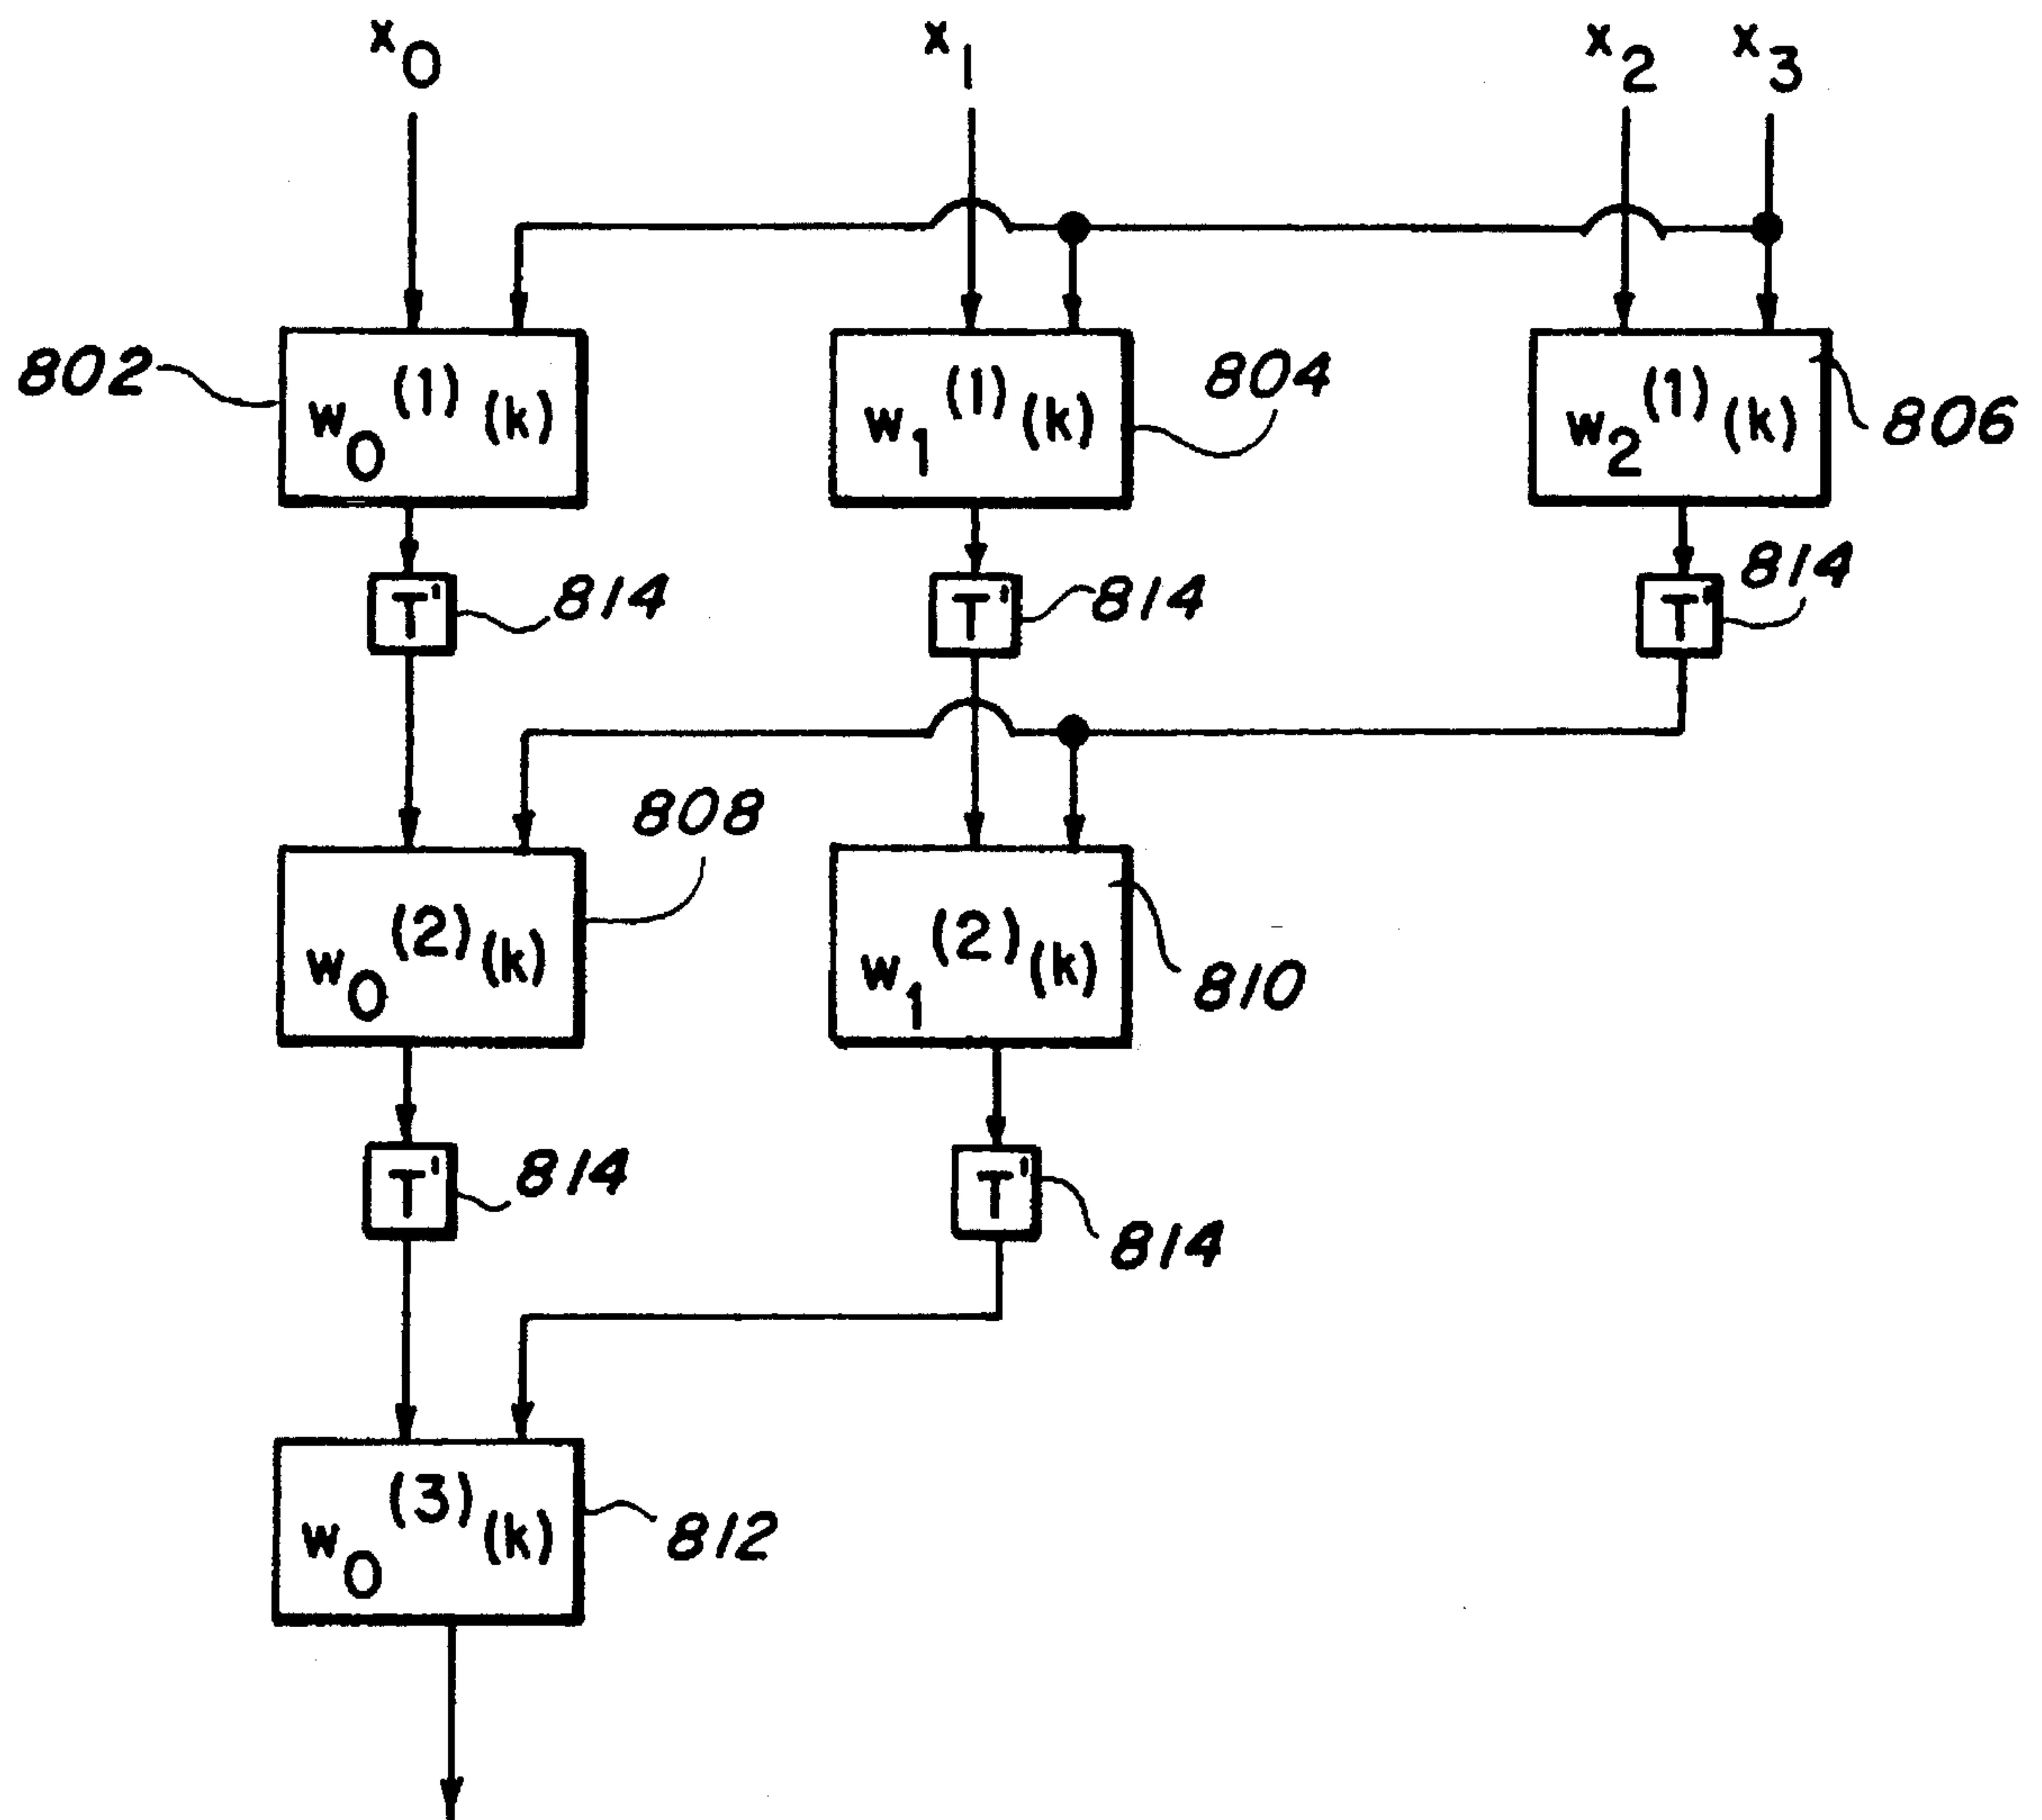 x0 x1 x2 x3
802 w0(1)(k) w1(1)(k) 804 w2(1)(k) 806
T' 814 T' 814 T' 814
808
w0(2)(k) w1(2)(k) 810
T' 814 T' 814
w0(3)(k) 812